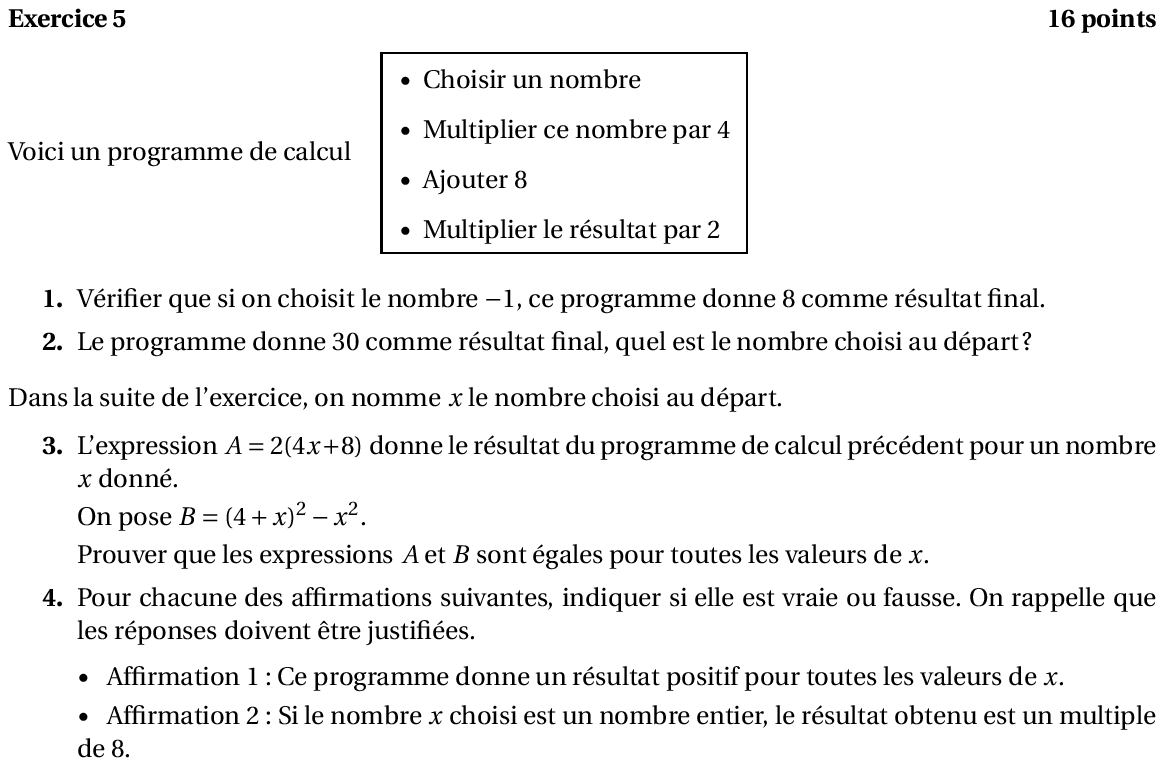 Exercice 5 16 points
• Choisir un nombre
• Multiplier ce nombre par 4
Voici un programme de calcul
• Ajouter 8
• Multiplier le résultat par 2
1. Vérifier que si on choisit le nombre −1, ce programme donne 8 comme résultat final.
2. Le programme donne 30 comme résultat final, quel est le nombre choisi au départ ?
Dans la suite de l'exercice, on nomme x le nombre choisi au départ.
3. L'expression A = 2(4x+8) donne le résultat du programme de calcul précédent pour un nombre
x donné.
On pose B = (4 + x)² − x².
Prouver que les expressions A et B sont égales pour toutes les valeurs de x.
4. Pour chacune des affirmations suivantes, indiquer si elle est vraie ou fausse. On rappelle que
les réponses doivent être justifiées.
• Affirmation 1 : Ce programme donne un résultat positif pour toutes les valeurs de x.
• Affirmation 2 : Si le nombre x choisi est un nombre entier, le résultat obtenu est un multiple
de 8.